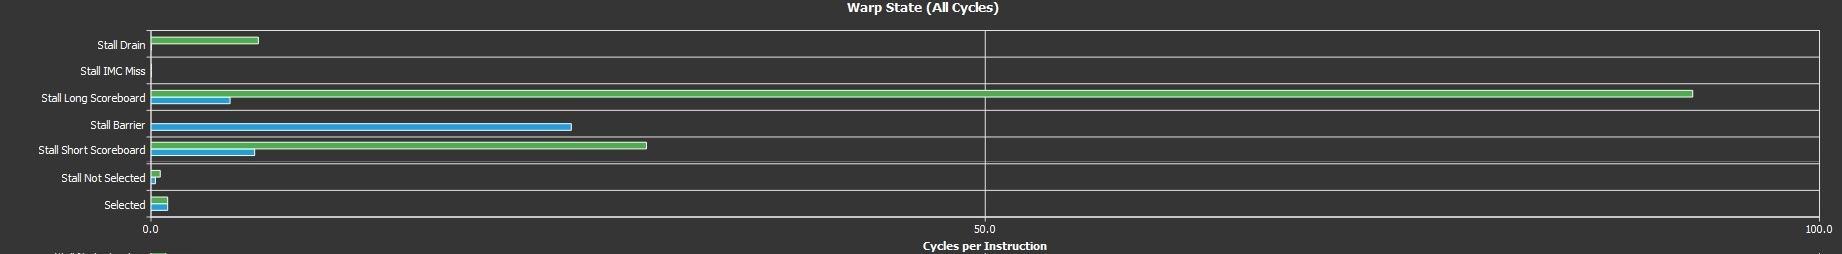 Warp State (All Cycles)
Stall Drain
Stall IMC Miss
Stall Long Scoreboard
Stall Barrier
Stall Short Scoreboard
Stall Not Selected
Selected
0.0 50.0 100.0
Cycles per Instruction